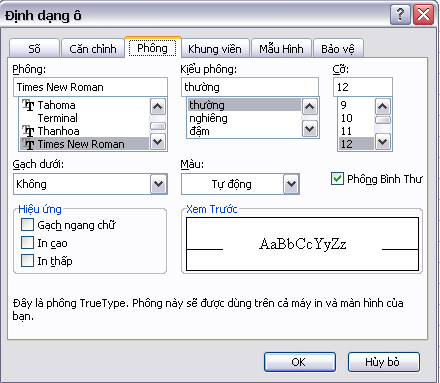 Định dạng ô
Số Căn chỉnh Phông Khung viền Mẫu Hình Bảo vệ
Phông: Kiểu phông: Cỡ:
Times New Roman thường 12
Tahoma thường 9
Terminal nghiêng 10
Thanhoa đậm 11
Times New Roman 12
Gạch dưới: Màu:
Không Tự động Phông Bình Thư
Hiệu ứng Xem Trước
Gạch ngang chữ
In cao AaBbCcYyZz
In thấp
Đây là phông TrueType. Phông này sẽ được dùng trên cả máy in và màn hình của
bạn.
OK Hủy bỏ